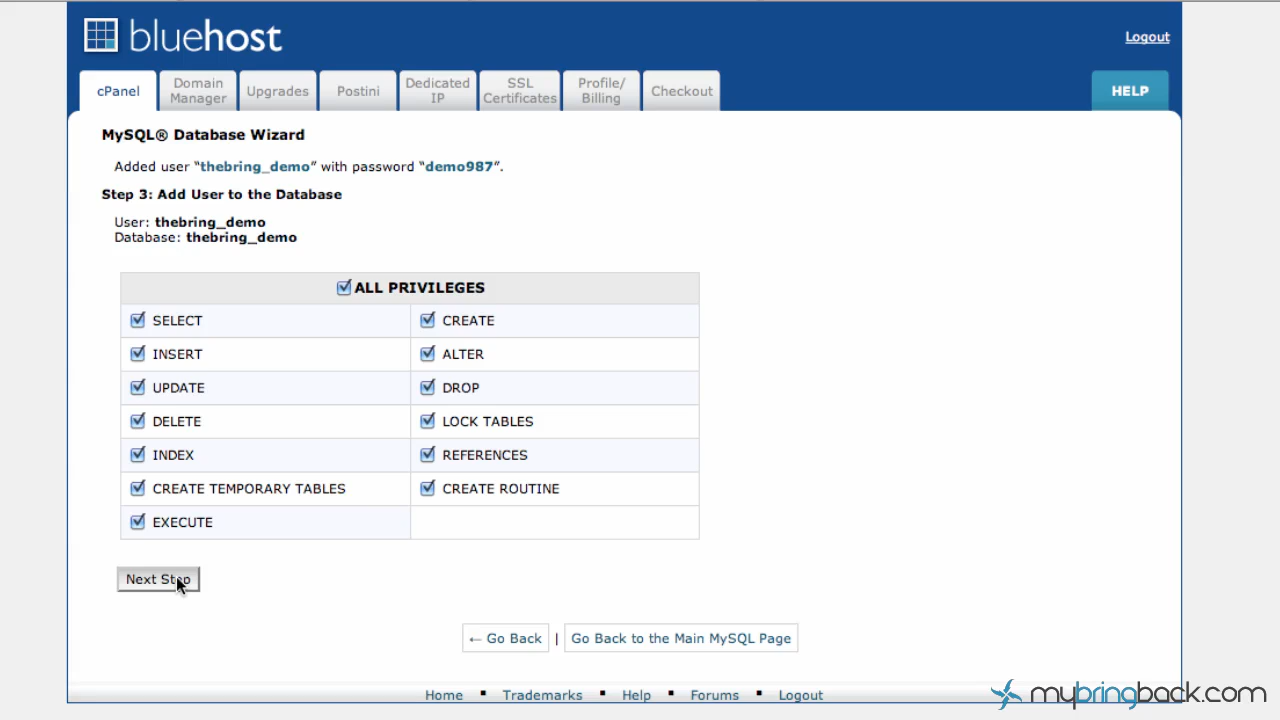 bluehost
Logout
cPanel
Domain Manager
Upgrades
Postini
Dedicated IP
SSL Certificates
Profile/ Billing
Checkout
HELP
MySQL® Database Wizard
Added user “thebring_demo” with password “demo987”.
Step 3: Add User to the Database
User: thebring_demo
Database: thebring_demo
ALL PRIVILEGES
SELECT
CREATE
INSERT
ALTER
UPDATE
DROP
DELETE
LOCK TABLES
INDEX
REFERENCES
CREATE TEMPORARY TABLES
CREATE ROUTINE
EXECUTE
Next Step
← Go Back | Go Back to the Main MySQL Page
Home ▪ Trademarks ▪ Help ▪ Forums ▪ Logout
mybringback.com